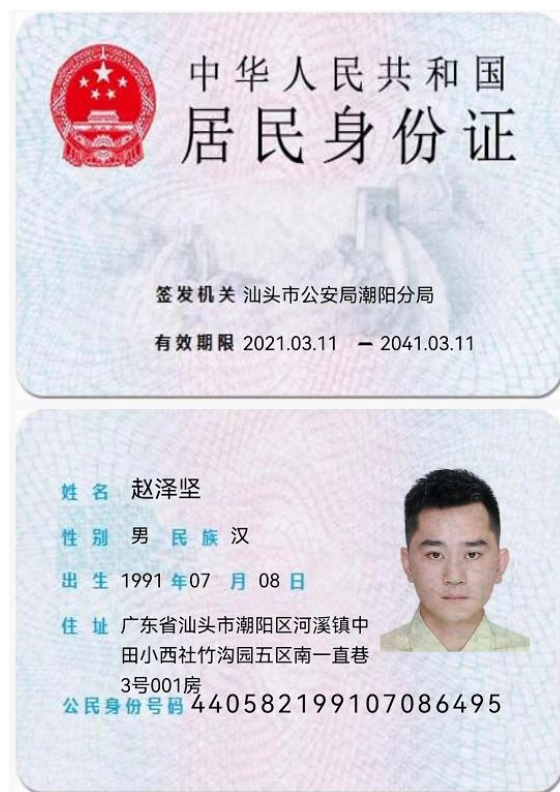 中华人民共和国
居民身份证
签发机关 汕头市公安局潮阳分局
有效期限 2021.03.11 – 2041.03.11
姓名 赵泽坚
性别 男 民族 汉
出生 1991 年07 月 08 日
住址 广东省汕头市潮阳区河溪镇中
田小西社竹沟园五区南一直巷
3号001房
公民身份号码 440582199107086495